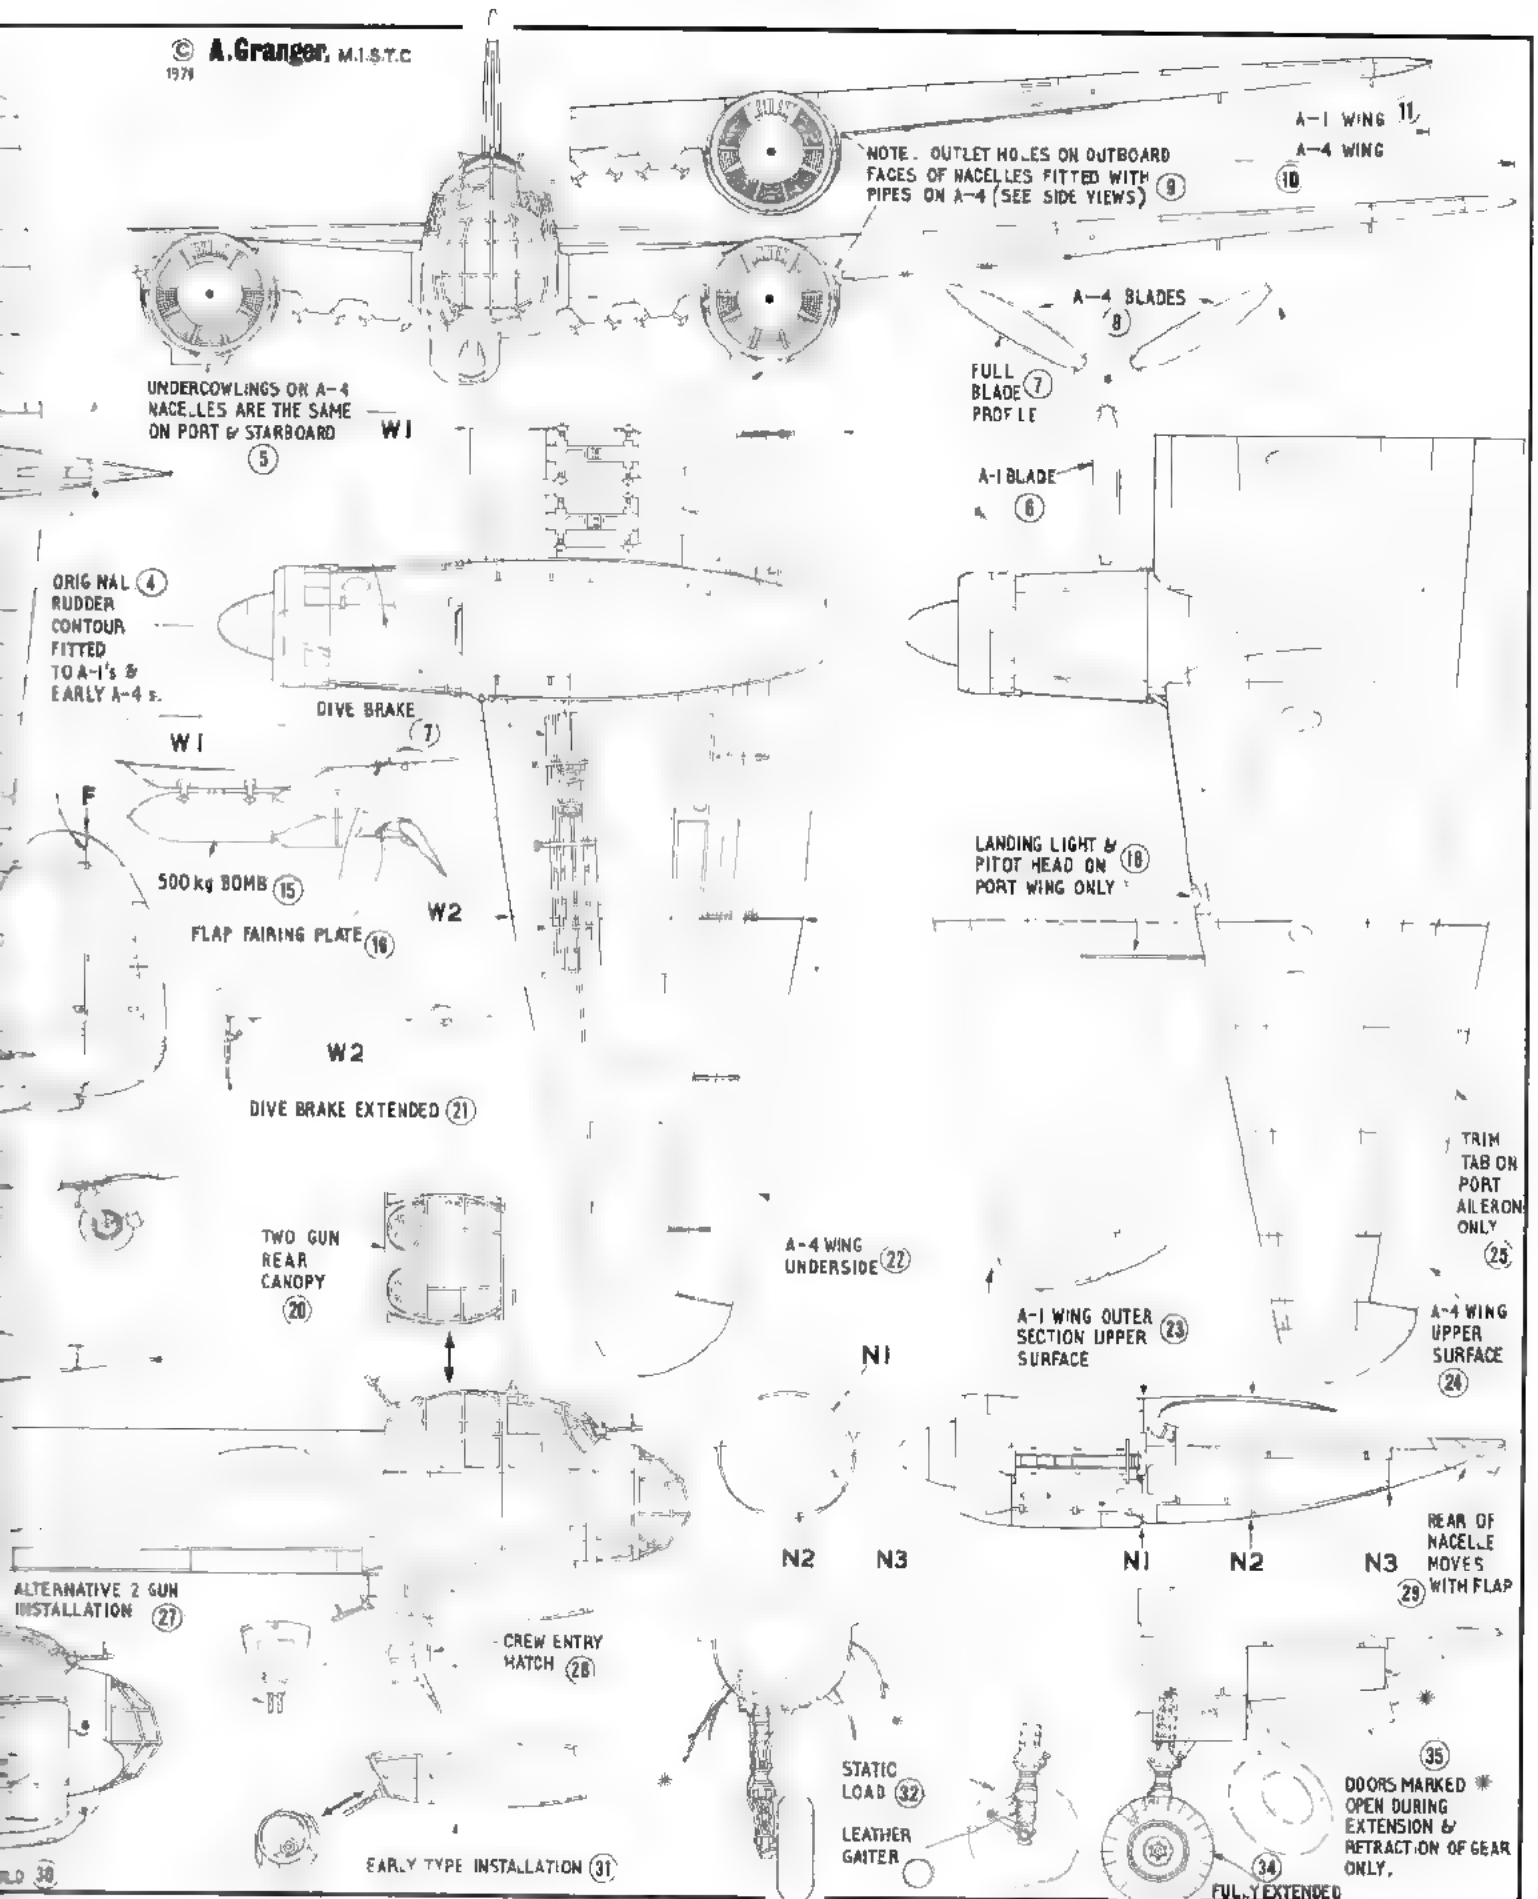 © A.Granger, M.I.S.T.C
1979
A-1 WING 11
A-4 WING
10
NOTE. OUTLET HOLES ON OUTBOARD
FACES OF NACELLES FITTED WITH
PIPES ON A-4 (SEE SIDE VIEWS) 9
A-4 BLADES
8
FULL
BLADE 7
PROFILE
UNDERCOWLINGS ON A-4
NACELLES ARE THE SAME
ON PORT & STARBOARD
5
W1
A-1 BLADE
6
ORIGINAL 4
RUDDER
CONTOUR
FITTED
TO A-1's &
EARLY A-4s.
DIVE BRAKE
W1
F
500kg BOMB 15
W2
FLAP FAIRING PLATE 16
LANDING LIGHT &
PITOT HEAD ON 18
PORT WING ONLY
W2
DIVE BRAKE EXTENDED 21
TRIM
TAB ON
PORT
AILERON
ONLY
25
TWO GUN
REAR
CANOPY
20
A-4 WING
UNDERSIDE 22
A-1 WING OUTER
SECTION UPPER 23
SURFACE
A-4 WING
UPPER
SURFACE
24
N1
N2
N3
N1
N2
N3
REAR OF
NACELLE
MOVES
29 WITH FLAP
ALTERNATIVE 2 GUN
INSTALLATION 27
CREW ENTRY
HATCH 28
STATIC
LOAD 32
LEATHER
GAITER
35
DOORS MARKED *
OPEN DURING
EXTENSION &
RETRACTION OF GEAR
ONLY.
34
FULLY EXTENDED
EARLY TYPE INSTALLATION 31
30